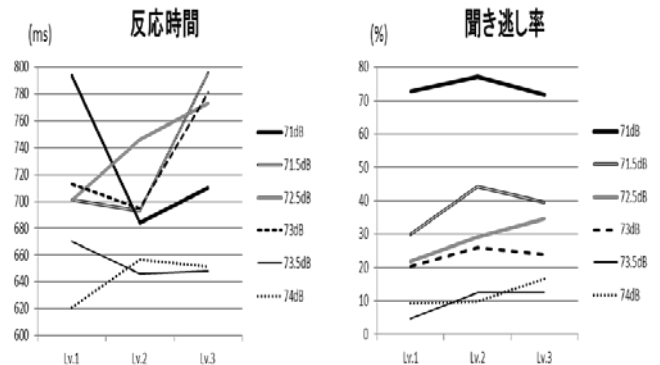 反応時間
(ms)
800
780
760
740
720
700
680
660
640
620
600
Lv.1
Lv.2
Lv.3
71dB
71.5dB
72.5dB
73dB
73.5dB
74dB
聞き逃し率
(%)
80
70
60
50
40
30
20
10
0
Lv.1
Lv.2
Lv.3
71dB
71.5dB
72.5dB
73dB
73.5dB
74dB